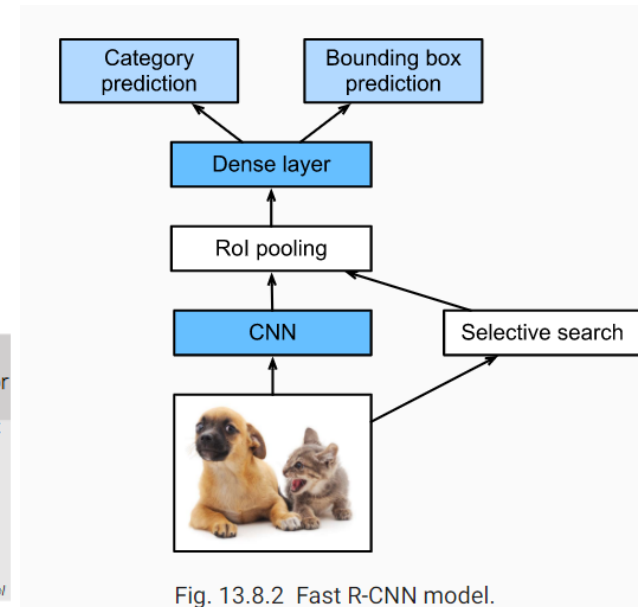 Category
prediction
Bounding box
prediction
Dense layer
RoI pooling
CNN
Selective search
Fig. 13.8.2 Fast R-CNN model.